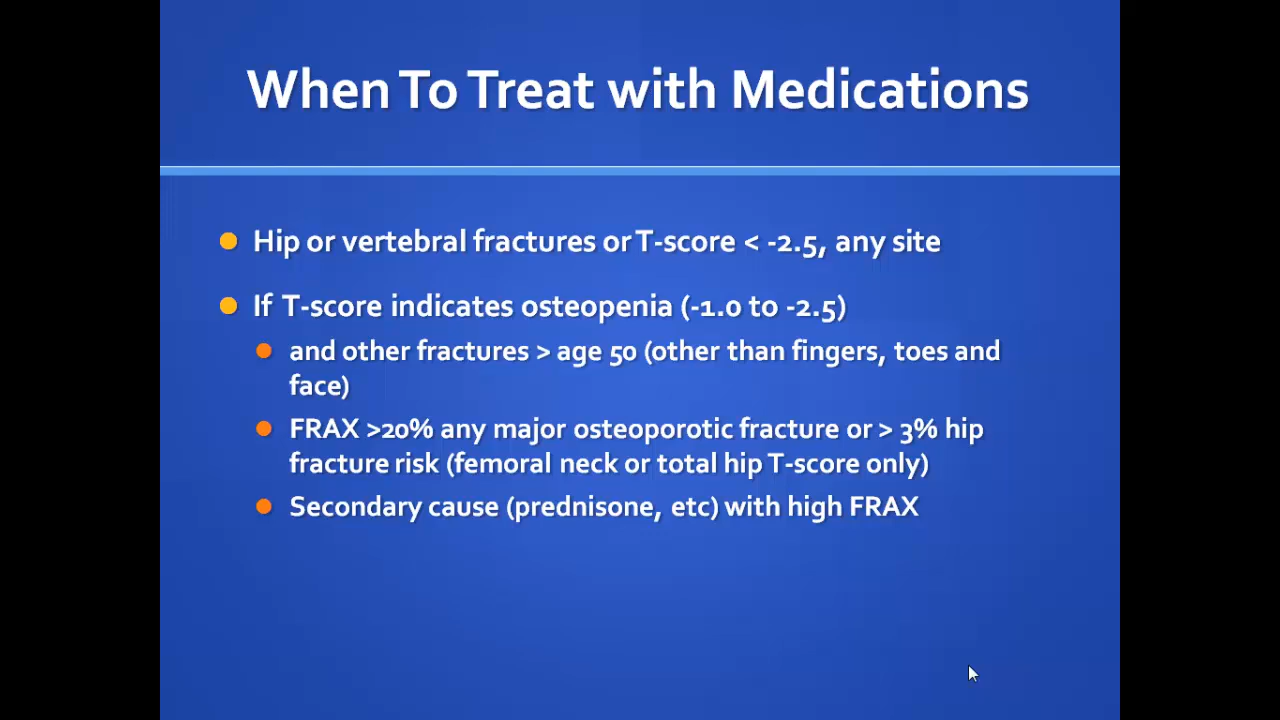 When To Treat with Medications
Hip or vertebral fractures or T-score < -2.5, any site
If T-score indicates osteopenia (-1.0 to -2.5)
and other fractures > age 50 (other than fingers, toes and
face)
FRAX >20% any major osteoporotic fracture or > 3% hip
fracture risk (femoral neck or total hip T-score only)
Secondary cause (prednisone, etc) with high FRAX